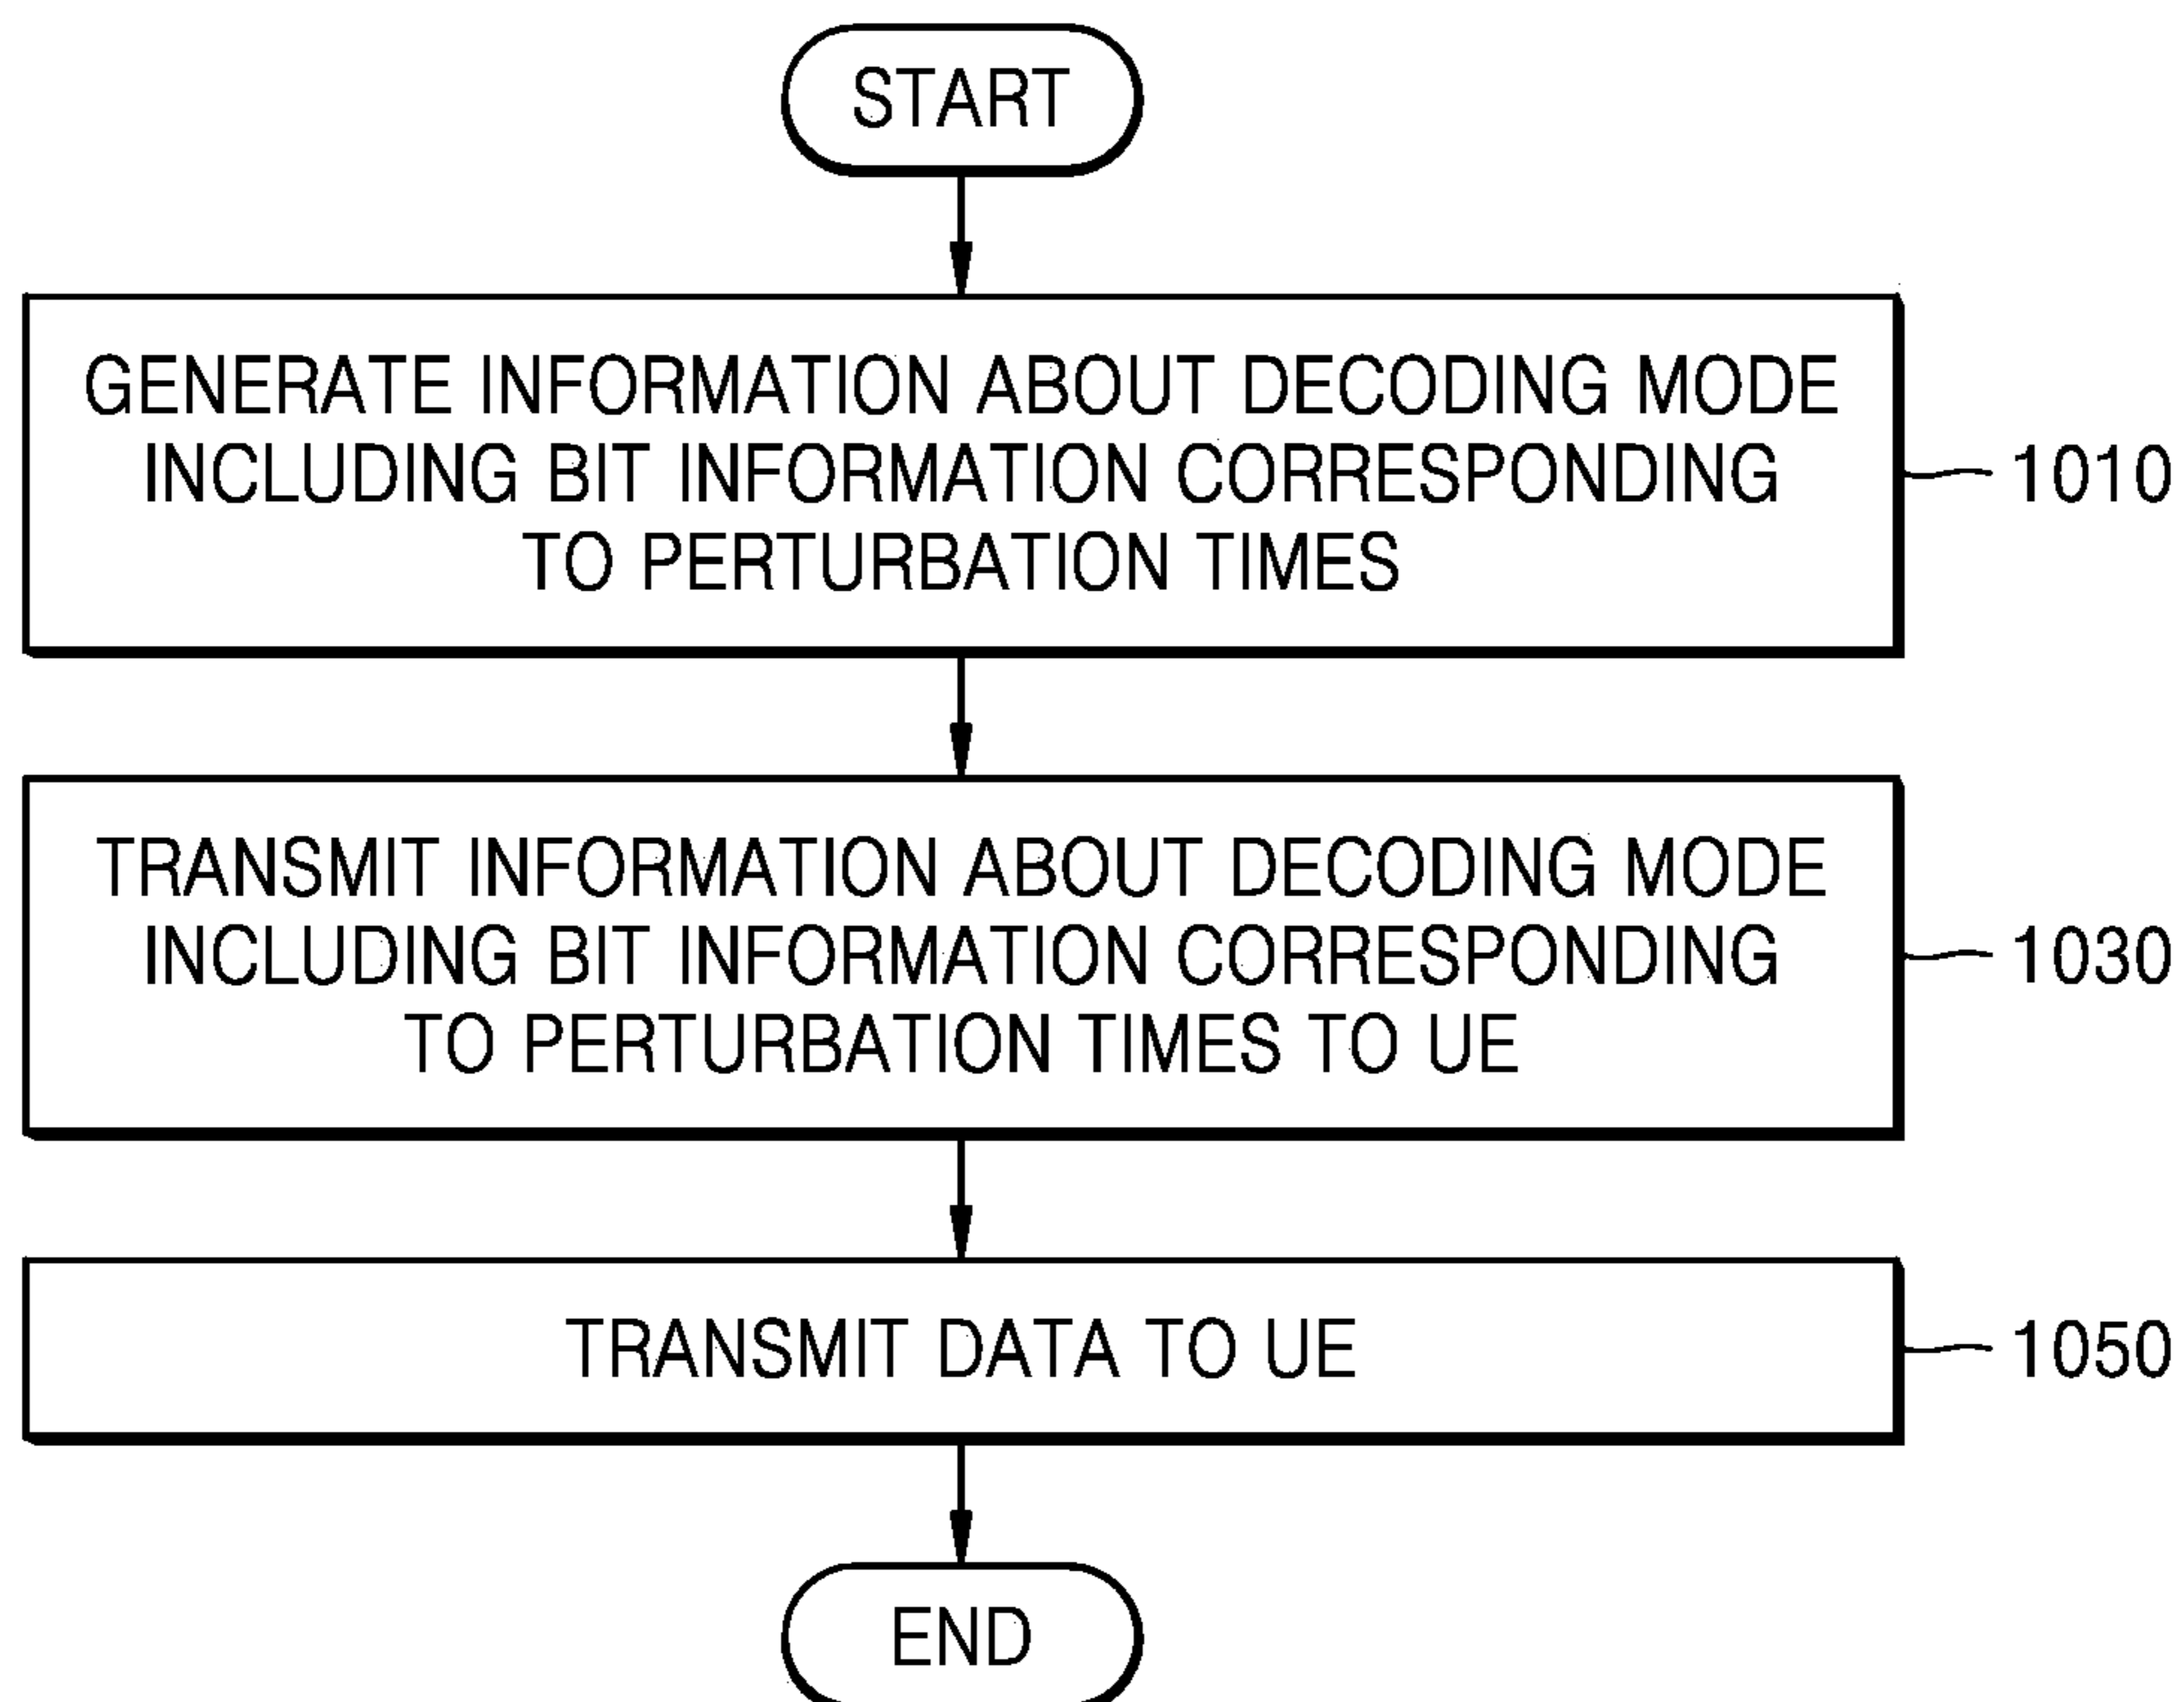 START
GENERATE INFORMATION ABOUT DECODING MODE
INCLUDING BIT INFORMATION CORRESPONDING
TO PERTURBATION TIMES
1010
TRANSMIT INFORMATION ABOUT DECODING MODE
INCLUDING BIT INFORMATION CORRESPONDING
TO PERTURBATION TIMES TO UE
1030
TRANSMIT DATA TO UE
1050
END